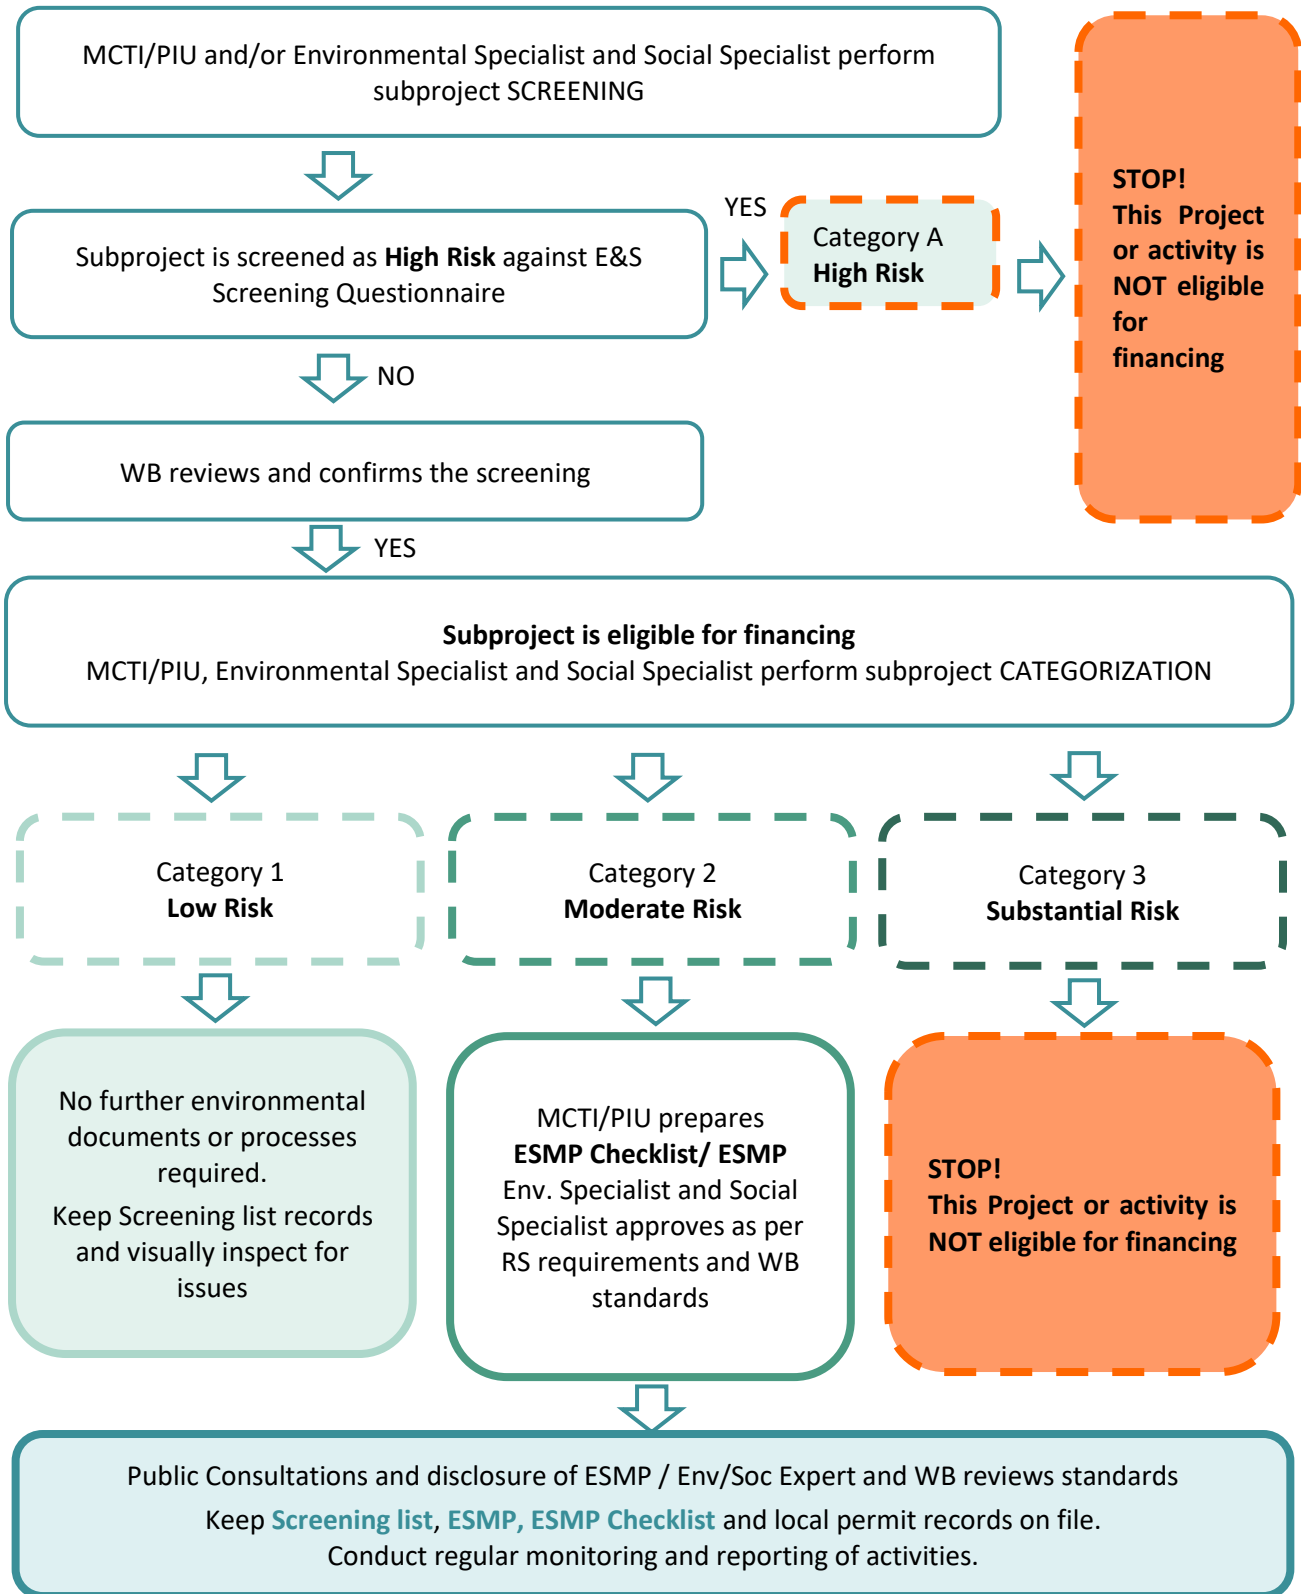 MCTI/PIU and/or Environmental Specialist and Social Specialist perform
subproject SCREENING
STOP!
This Project
or activity is
NOT eligible
for
financing
YES
Subproject is screened as High Risk against E&S
Screening Questionnaire
Category A
High Risk
NO
WB reviews and confirms the screening
YES
Subproject is eligible for financing
MCTI/PIU, Environmental Specialist and Social Specialist perform subproject CATEGORIZATION
Category 1
Low Risk
Category 2
Moderate Risk
Category 3
Substantial Risk
No further environmental
documents or processes
required.
Keep Screening list records
and visually inspect for
issues
MCTI/PIU prepares
ESMP Checklist/ ESMP
Env. Specialist and Social
Specialist approves as per
RS requirements and WB
standards
STOP!
This Project or activity is
NOT eligible for financing
Public Consultations and disclosure of ESMP / Env/Soc Expert and WB reviews standards
Keep Screening list, ESMP, ESMP Checklist and local permit records on file.
Conduct regular monitoring and reporting of activities.